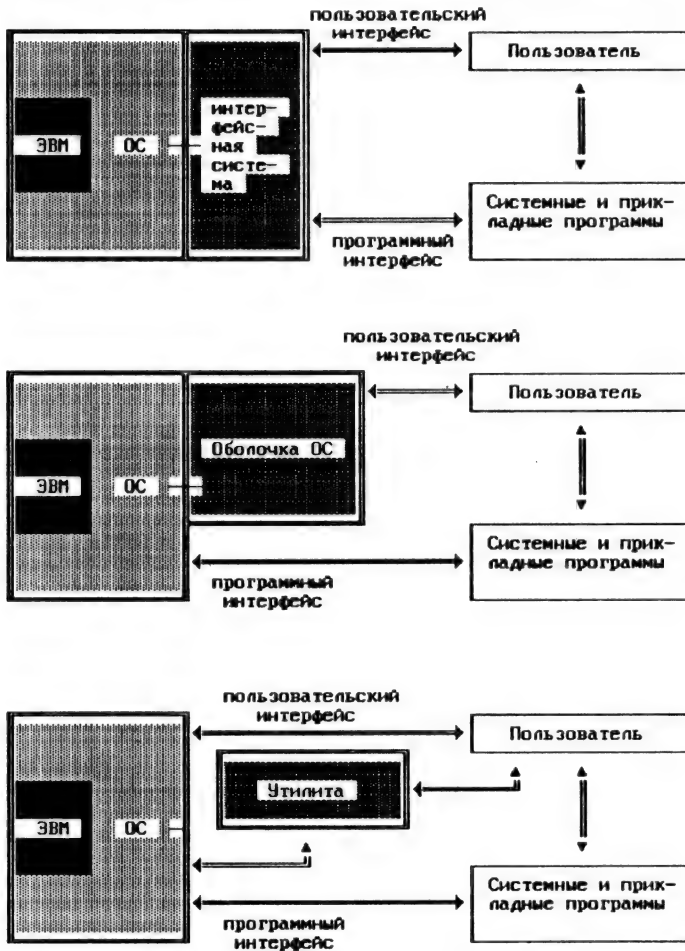 пользовательский
интерфейс
Пользователь
ЭВМ
ОС
интер-
фейс-
ная
систе-
ма
Системные и прик-
ладные программы
программный
интерфейс
пользовательский
интерфейс
Пользователь
Оболочка ОС
ЭВМ
ОС
Системные и прик-
ладные программы
программный
интерфейс
пользовательский
интерфейс
Пользователь
Утилита
ЭВМ
ОС
Системные и прик-
ладные программы
программный
интерфейс